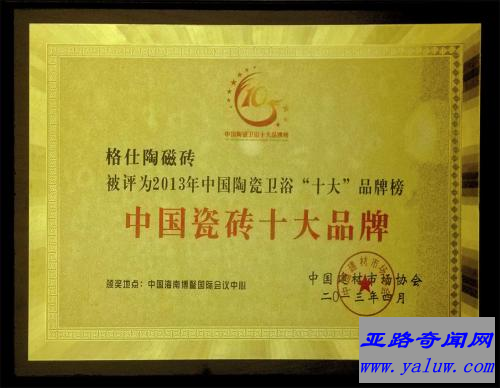 105
中国陶瓷卫浴十大品牌榜
格仕陶磁砖
被评为2013年中国陶瓷卫浴“十大”品牌榜
中国瓷砖十大品牌
颁奖地点：中国海南博鳌国际会议中心
中国建材市场协会
二〇一三年四月
亚路奇闻网
www.yaluw.com